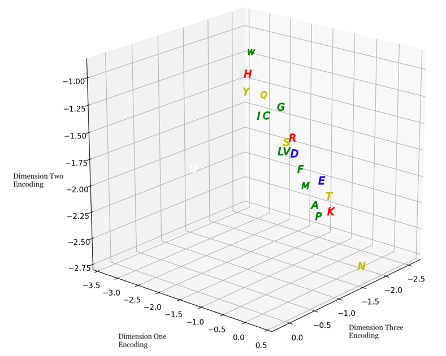 W
H
Y
Q
G
I C
R
S
LV D
F
E
M
T
A
K
P
N
U
−1.00
−1.25
−1.50
−1.75
−2.00
−2.25
−2.50
−2.75
Dimension Two
Encoding
−3.5
−3.0
−2.5
−2.0
−1.5
−1.0
−0.5
0.0
0.5
Dimension One
Encoding
0.0
−0.5
−1.0
−1.5
−2.0
−2.5
Dimension Three
Encoding